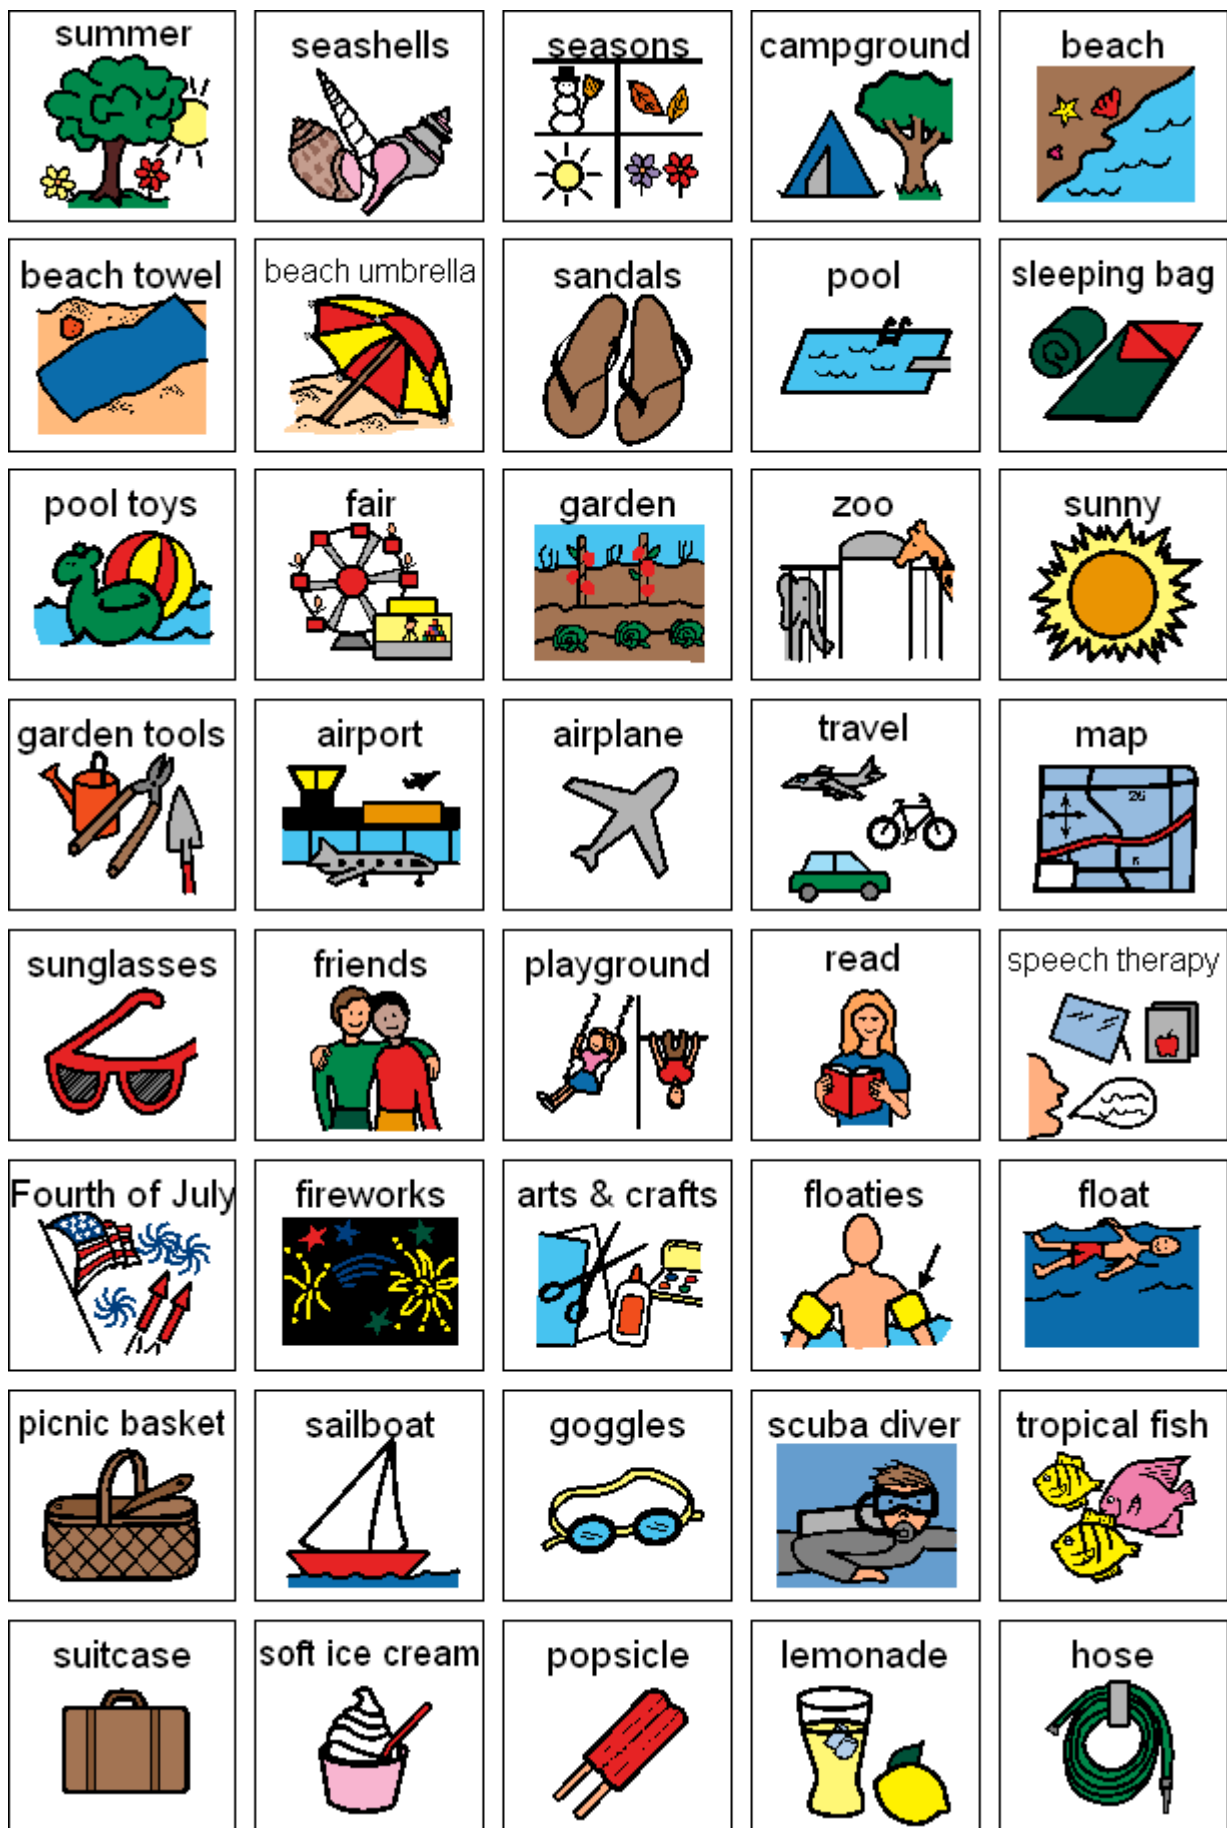 summer
seashells
seasons
campground
beach
beach towel
beach umbrella
sandals
pool
sleeping bag
pool toys
fair
garden
zoo
sunny
garden tools
airport
airplane
travel
map
26
sunglasses
friends
playground
read
speech therapy
Fourth of July
fireworks
arts & crafts
floaties
float
picnic basket
sailboat
goggles
scuba diver
tropical fish
suitcase
soft ice cream
popsicle
lemonade
hose